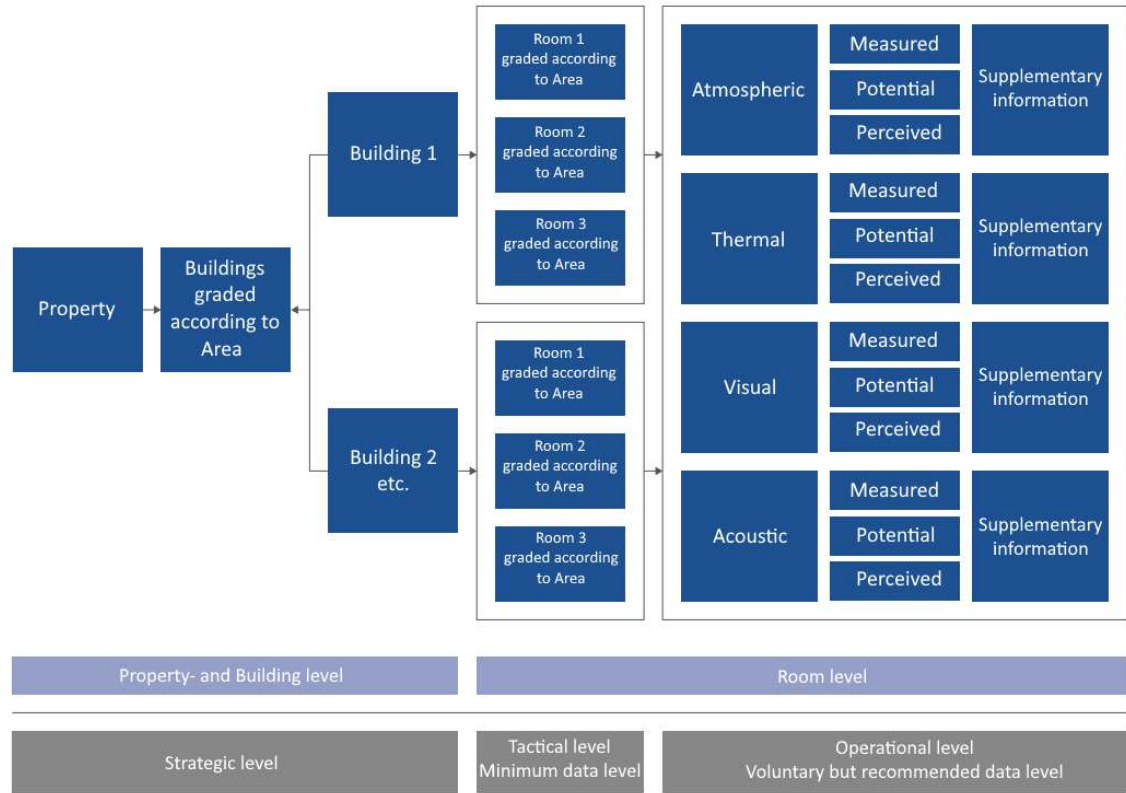 Property
Buildings
graded
according to
Area
Building 1
Building 2
etc.
Room 1
graded according
to Area
Room 2
graded according
to Area
Room 3
graded according
to Area
Room 1
graded according
to Area
Room 2
graded according
to Area
Room 3
graded according
to Area
Atmospheric
Measured
Potential
Perceived
Supplementary
information
Thermal
Measured
Potential
Perceived
Supplementary
information
Visual
Measured
Potential
Perceived
Supplementary
information
Acoustic
Measured
Potential
Perceived
Supplementary
information
Property- and Building level
Room level
Strategic level
Tactical level
Minimum data level
Operational level
Voluntary but recommended data level